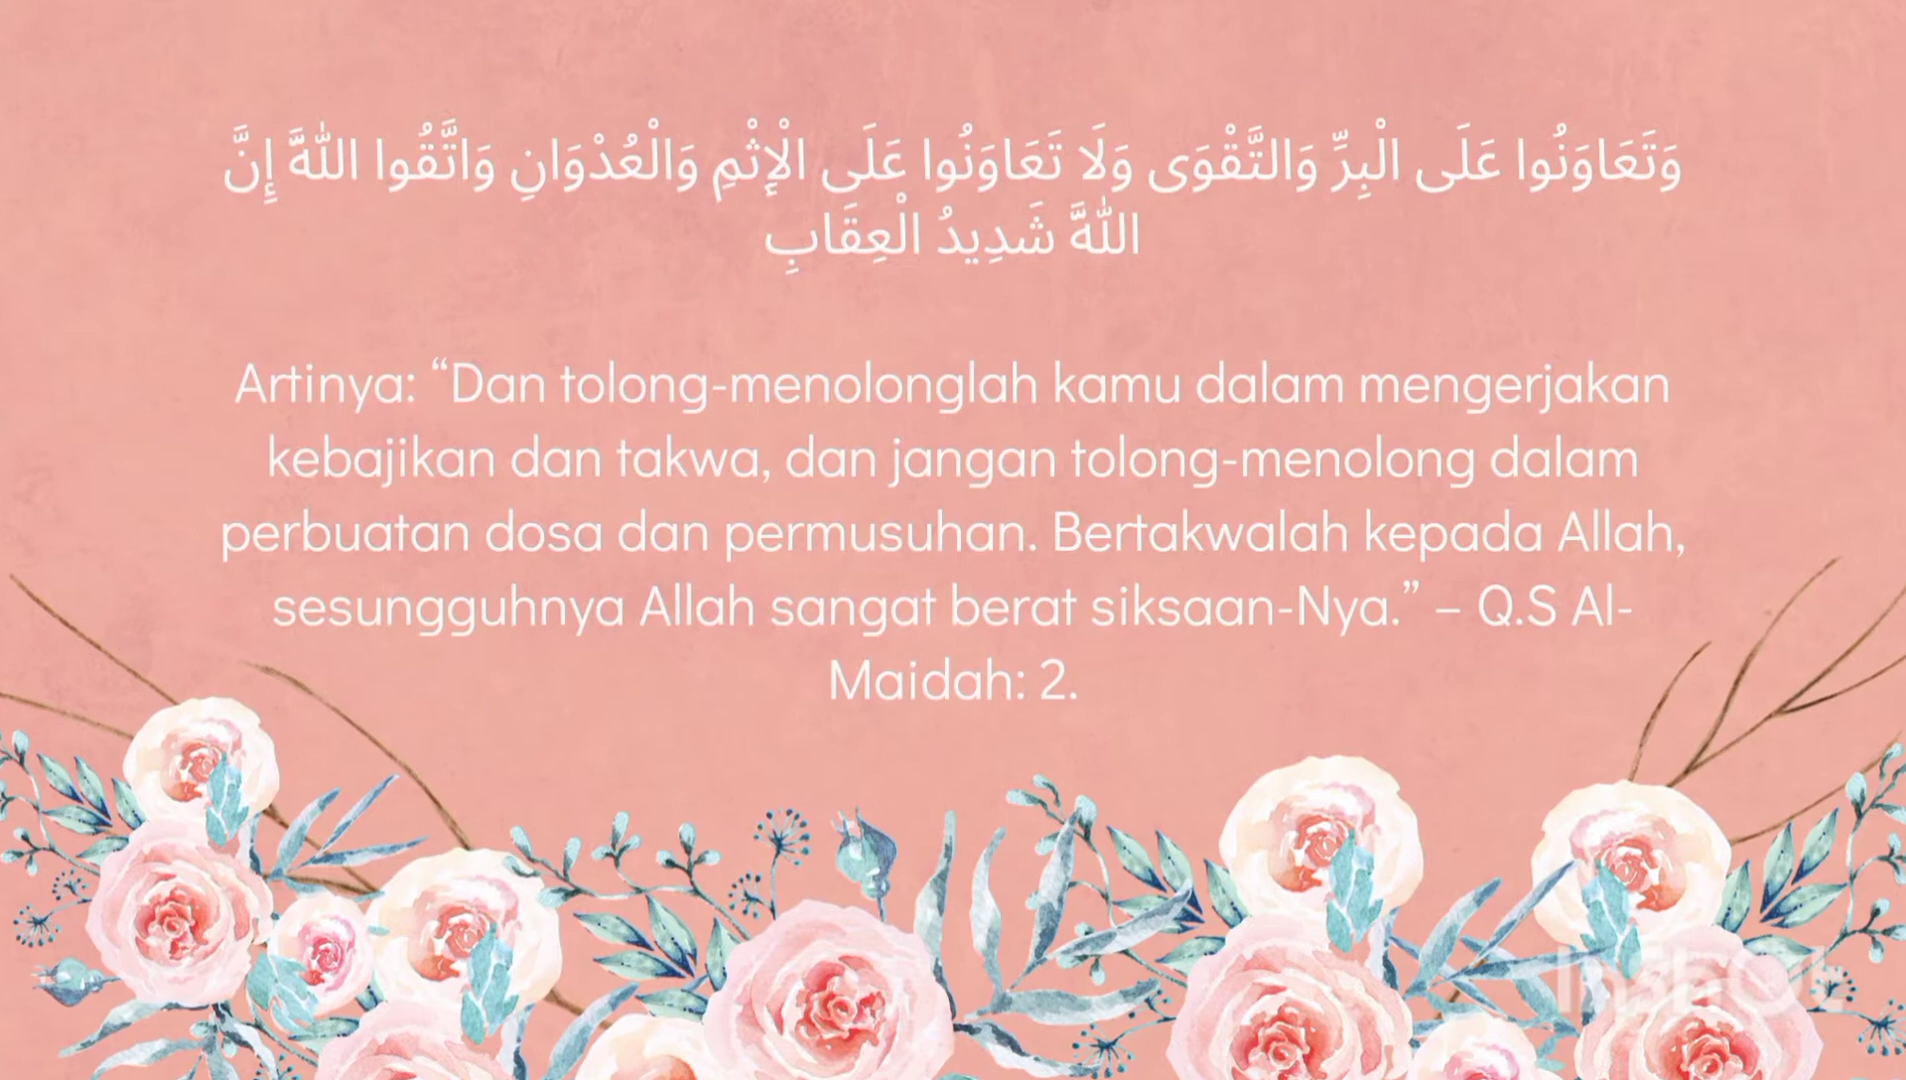 وَتَعَاوَنُوا عَلَى الْبِرِّ وَالتَّقْوَى وَلَا تَعَاوَنُوا عَلَى الْإِثْمِ وَالْعُدْوَانِ وَاتَّقُوا اللَّهَ إِنَّ
اللَّهَ شَدِيدُ الْعِقَابِ
Artinya: “Dan tolong-menolonglah kamu dalam mengerjakan
kebajikan dan takwa, dan jangan tolong-menolong dalam
perbuatan dosa dan permusuhan. Bertakwalah kepada Allah,
sesungguhnya Allah sangat berat siksaan-Nya.” – Q.S Al-
Maidah: 2.
InShOt